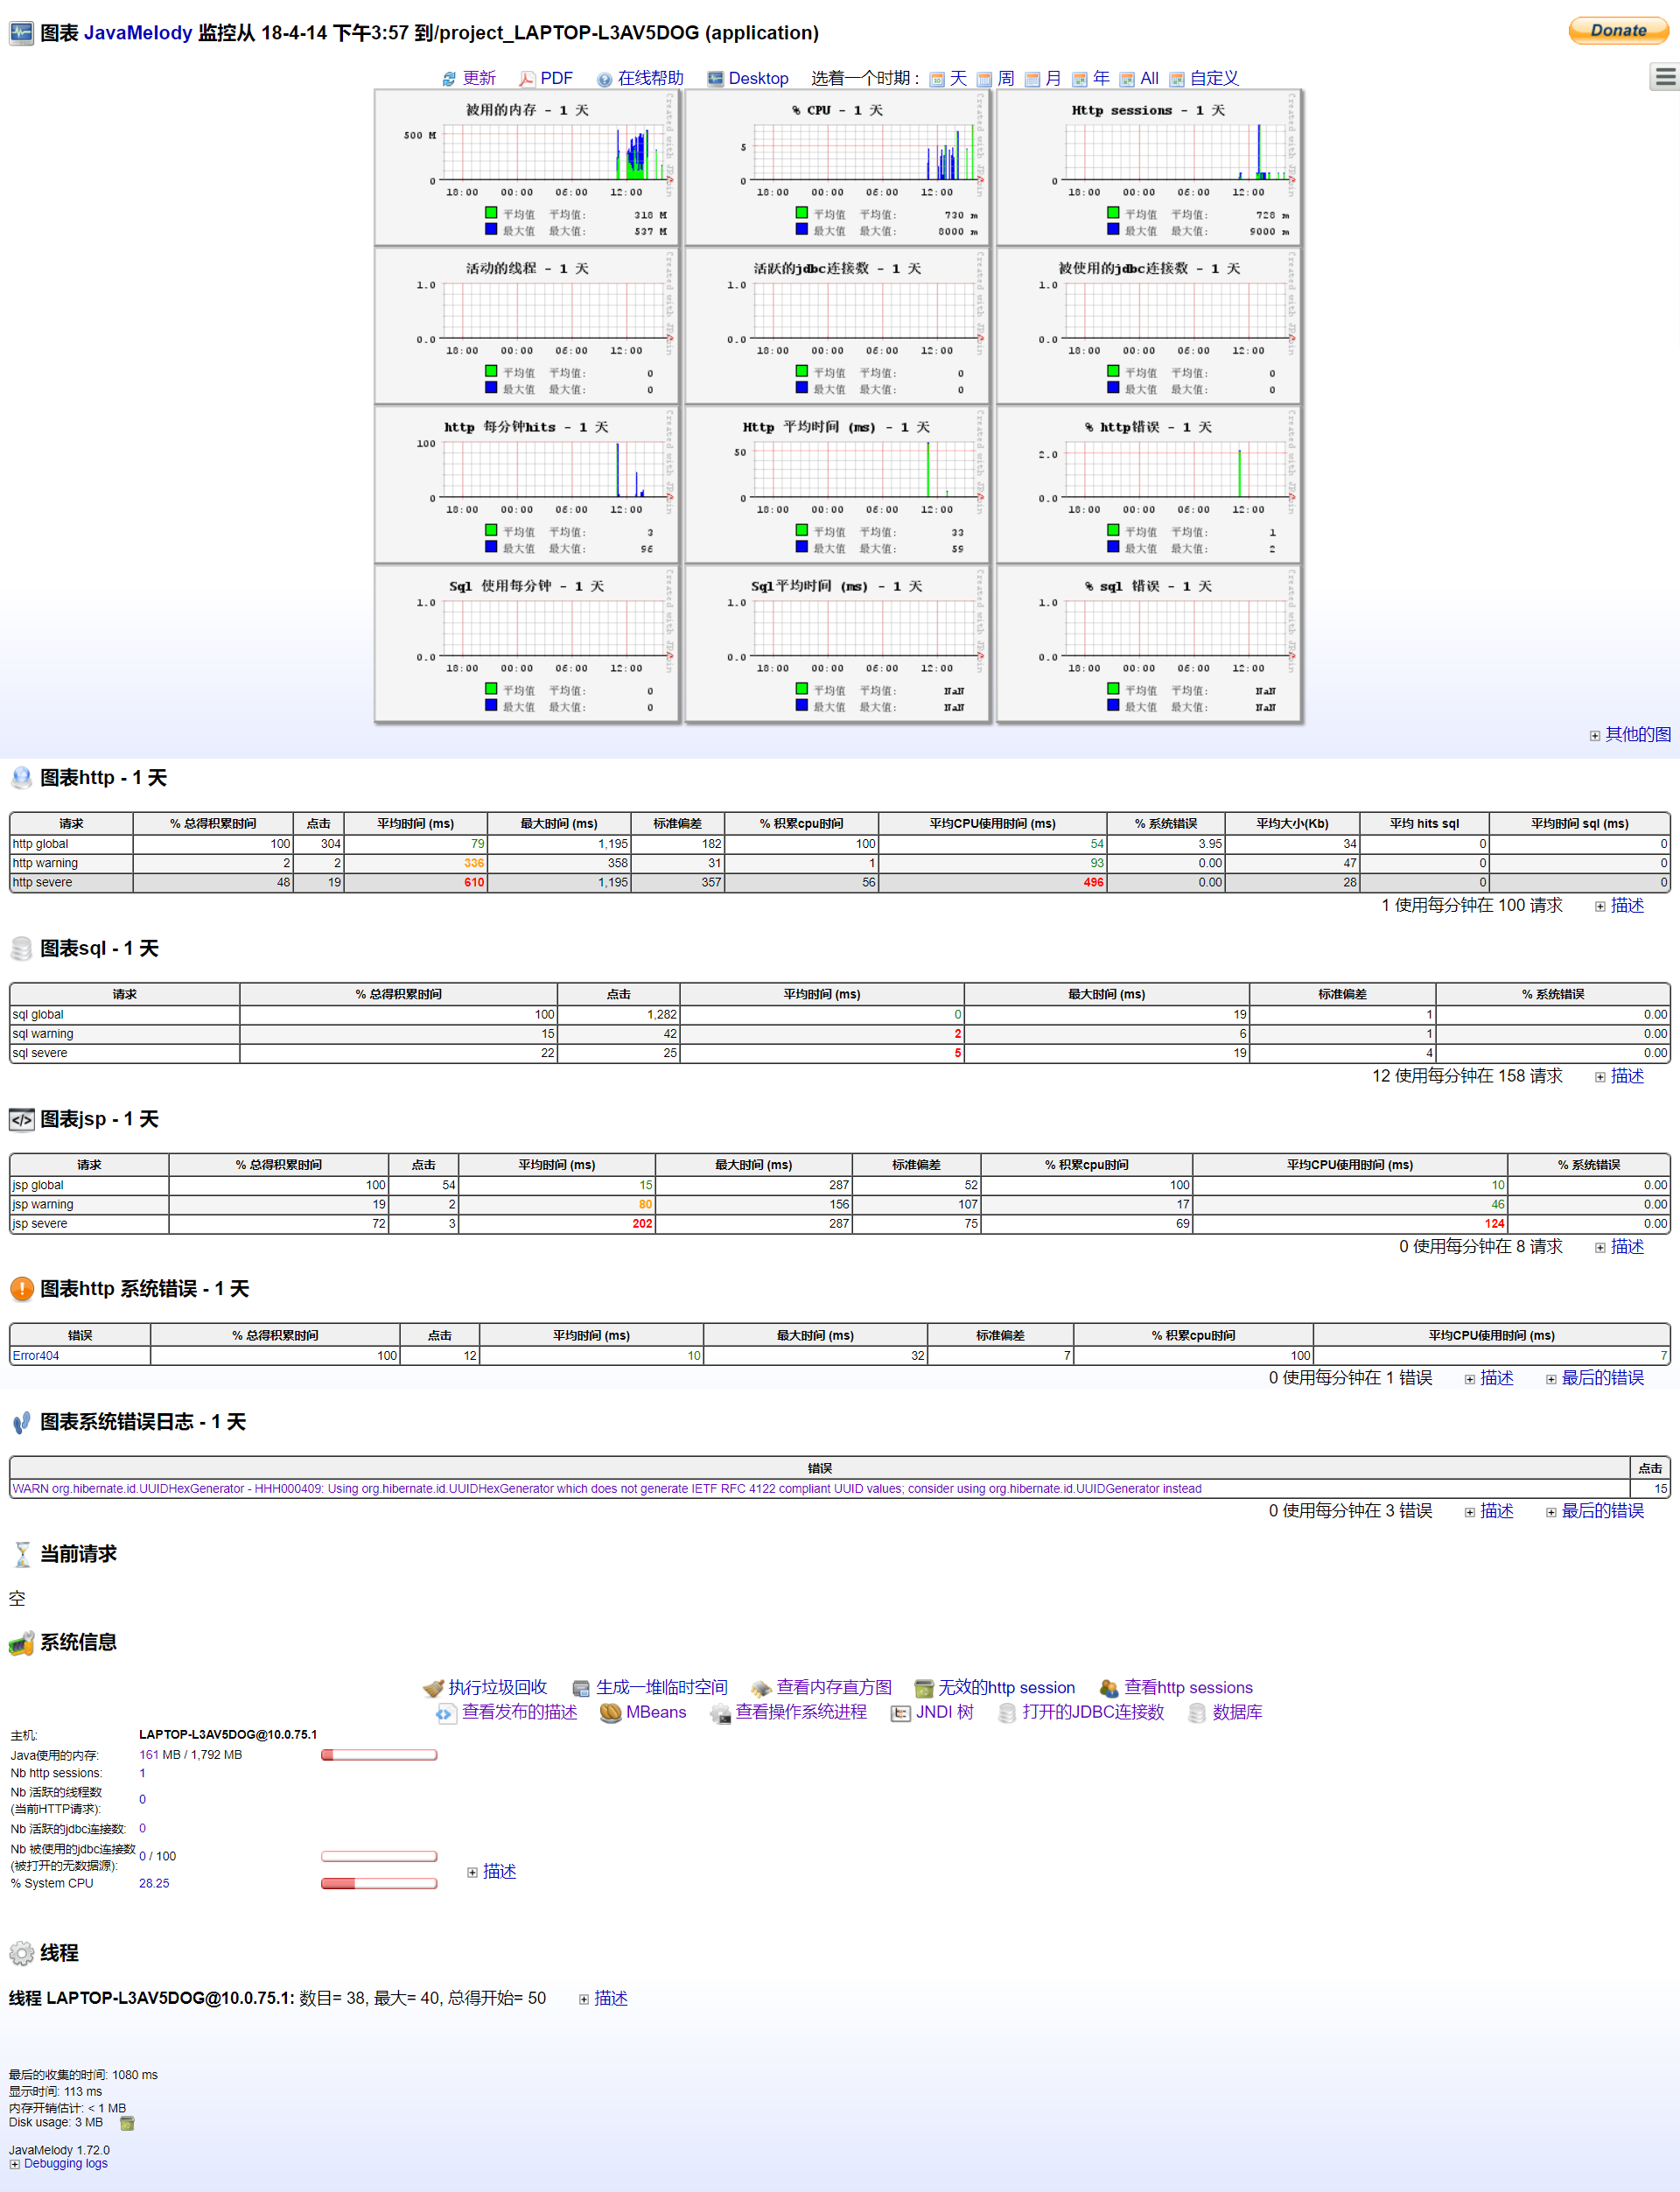 图表 JavaMelody 监控从 18-4-14 下午3:57 到/project_LAPTOP-L3AV5DOG (application)
Donate
更新 PDF 在线帮助 Desktop 选着一个时期 : 天 周 月 年 All 自定义
被用的内存 - 1 天
500 M
0
18:00 00:00 06:00 12:00
平均值 平均值: 318 M
最大值 最大值: 537 M
% CPU - 1 天
5
0
18:00 00:00 06:00 12:00
平均值 平均值: 730 m
最大值 最大值: 8000 m
Http sessions - 1 天
0
18:00 00:00 06:00 12:00
平均值 平均值: 728 m
最大值 最大值: 9000 m
活动的线程 - 1 天
1.0
0.0
18:00 00:00 06:00 12:00
平均值 平均值: 0
最大值 最大值: 0
活跃的jdbc连接数 - 1 天
1.0
0.0
18:00 00:00 06:00 12:00
平均值 平均值: 0
最大值 最大值: 0
被使用的jdbc连接数 - 1 天
1.0
0.0
18:00 00:00 06:00 12:00
平均值 平均值: 0
最大值 最大值: 0
http 每分钟hits - 1 天
100
0
18:00 00:00 06:00 12:00
平均值 平均值: 3
最大值 最大值: 96
Http 平均时间 (ms) - 1 天
50
0
18:00 00:00 06:00 12:00
平均值 平均值: 33
最大值 最大值: 59
% http错误 - 1 天
2.0
0.0
18:00 00:00 06:00 12:00
平均值 平均值: 1
最大值 最大值: 2
Sql 使用每分钟 - 1 天
1.0
0.0
18:00 00:00 06:00 12:00
平均值 平均值: 0
最大值 最大值: 0
Sql平均时间 (ms) - 1 天
1.0
0.0
18:00 00:00 06:00 12:00
平均值 平均值: NaN
最大值 最大值: NaN
% sql 错误 - 1 天
1.0
0.0
18:00 00:00 06:00 12:00
平均值 平均值: NaN
最大值 最大值: NaN
其他的图
图表http - 1 天
请求 % 总得积累时间 点击 平均时间 (ms) 最大时间 (ms) 标准偏差 % 积累cpu时间 平均CPU使用时间 (ms) % 系统错误 平均大小(Kb) 平均 hits sql 平均时间 sql (ms)
http global 100 304 79 1,195 182 100 54 3.95 34 0 0
http warning 2 2 336 358 31 1 93 0.00 47 0 0
http severe 48 19 610 1,195 357 56 496 0.00 28 0 0
1 使用每分钟在 100 请求 描述
图表sql - 1 天
请求 % 总得积累时间 点击 平均时间 (ms) 最大时间 (ms) 标准偏差 % 系统错误
sql global 100 1,282 0 19 1 0.00
sql warning 15 42 2 6 1 0.00
sql severe 22 25 5 19 4 0.00
12 使用每分钟在 158 请求 描述
图表jsp - 1 天
请求 % 总得积累时间 点击 平均时间 (ms) 最大时间 (ms) 标准偏差 % 积累cpu时间 平均CPU使用时间 (ms) % 系统错误
jsp global 100 54 15 287 52 100 10 0.00
jsp warning 19 2 80 156 107 17 46 0.00
jsp severe 72 3 202 287 75 69 124 0.00
0 使用每分钟在 8 请求 描述
图表http 系统错误 - 1 天
错误 % 总得积累时间 点击 平均时间 (ms) 最大时间 (ms) 标准偏差 % 积累cpu时间 平均CPU使用时间 (ms)
Error404 100 12 10 32 7 100 7
0 使用每分钟在 1 错误 描述 最后的错误
图表系统错误日志 - 1 天
错误 点击
WARN org.hibernate.id.UUIDHexGenerator - HHH000409: Using org.hibernate.id.UUIDHexGenerator which does not generate IETF RFC 4122 compliant UUID values; consider using org.hibernate.id.UUIDGenerator instead 15
0 使用每分钟在 3 错误 描述 最后的错误
当前请求
空
系统信息
执行垃圾回收 生成一堆临时空间 查看内存直方图 无效的http session 查看http sessions
查看发布的描述 MBeans 查看操作系统进程 JNDI 树 打开的JDBC连接数 数据库
主机: LAPTOP-L3AV5DOG@10.0.75.1
Java使用的内存: 161 MB / 1,792 MB
Nb http sessions: 1
Nb 活跃的线程数
(当前HTTP请求): 0
Nb 活跃的jdbc连接数: 0
Nb 被使用的jdbc连接数
(被打开的无数据源): 0 / 100
描述
% System CPU 28.25
线程
线程 LAPTOP-L3AV5DOG@10.0.75.1: 数目= 38, 最大= 40, 总得开始= 50 描述
最后的收集的时间: 1080 ms
显示时间: 113 ms
内存开销估计: < 1 MB
Disk usage: 3 MB
JavaMelody 1.72.0
Debugging logs